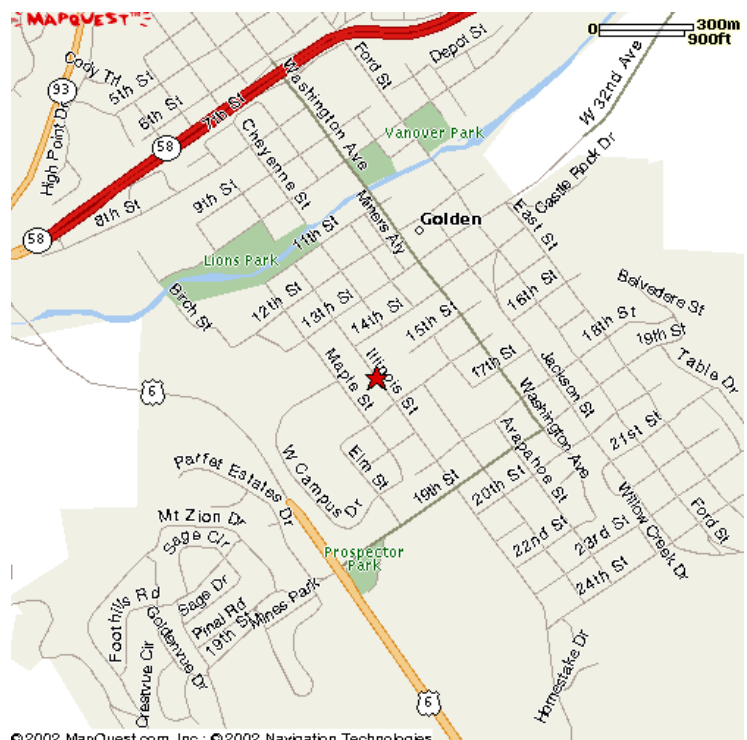 MAPQUEST™
0 300m
900ft
Ford St
Depot St
Cody Trl
5th St
93
6th St
7th St
58
High Point Dr
Washington Ave
W 32nd Ave
Vanover Park
Cheyenne St
8th St
9th St
Castle Rock Dr
Miners Aly
Golden
East St
58
11th St
Lions Park
Birch St
12th St
13th St
14th St
15th St
16th St
Belvedere St
18th St
19th St
Table Dr
Illinois St
Maple St
17th St
Jackson St
6
Washington Ave
Arapahoe St
21st St
W Campus Dr
Elm St
Parfet Estates Dr
19th St
20th St
Willow Creek Dr
Ford St
Mt Zion Dr
Sage Cir
22nd St
23rd St
24th St
Prospector
Park
Foothills Rd
Sage Dr
Pinal Rd
19th St
Mines Park
Goldenvue Dr
Crestvue Cir
Homestake Dr
6
©2002 MapQuest.com, Inc.; ©2002 Navigation Technologies